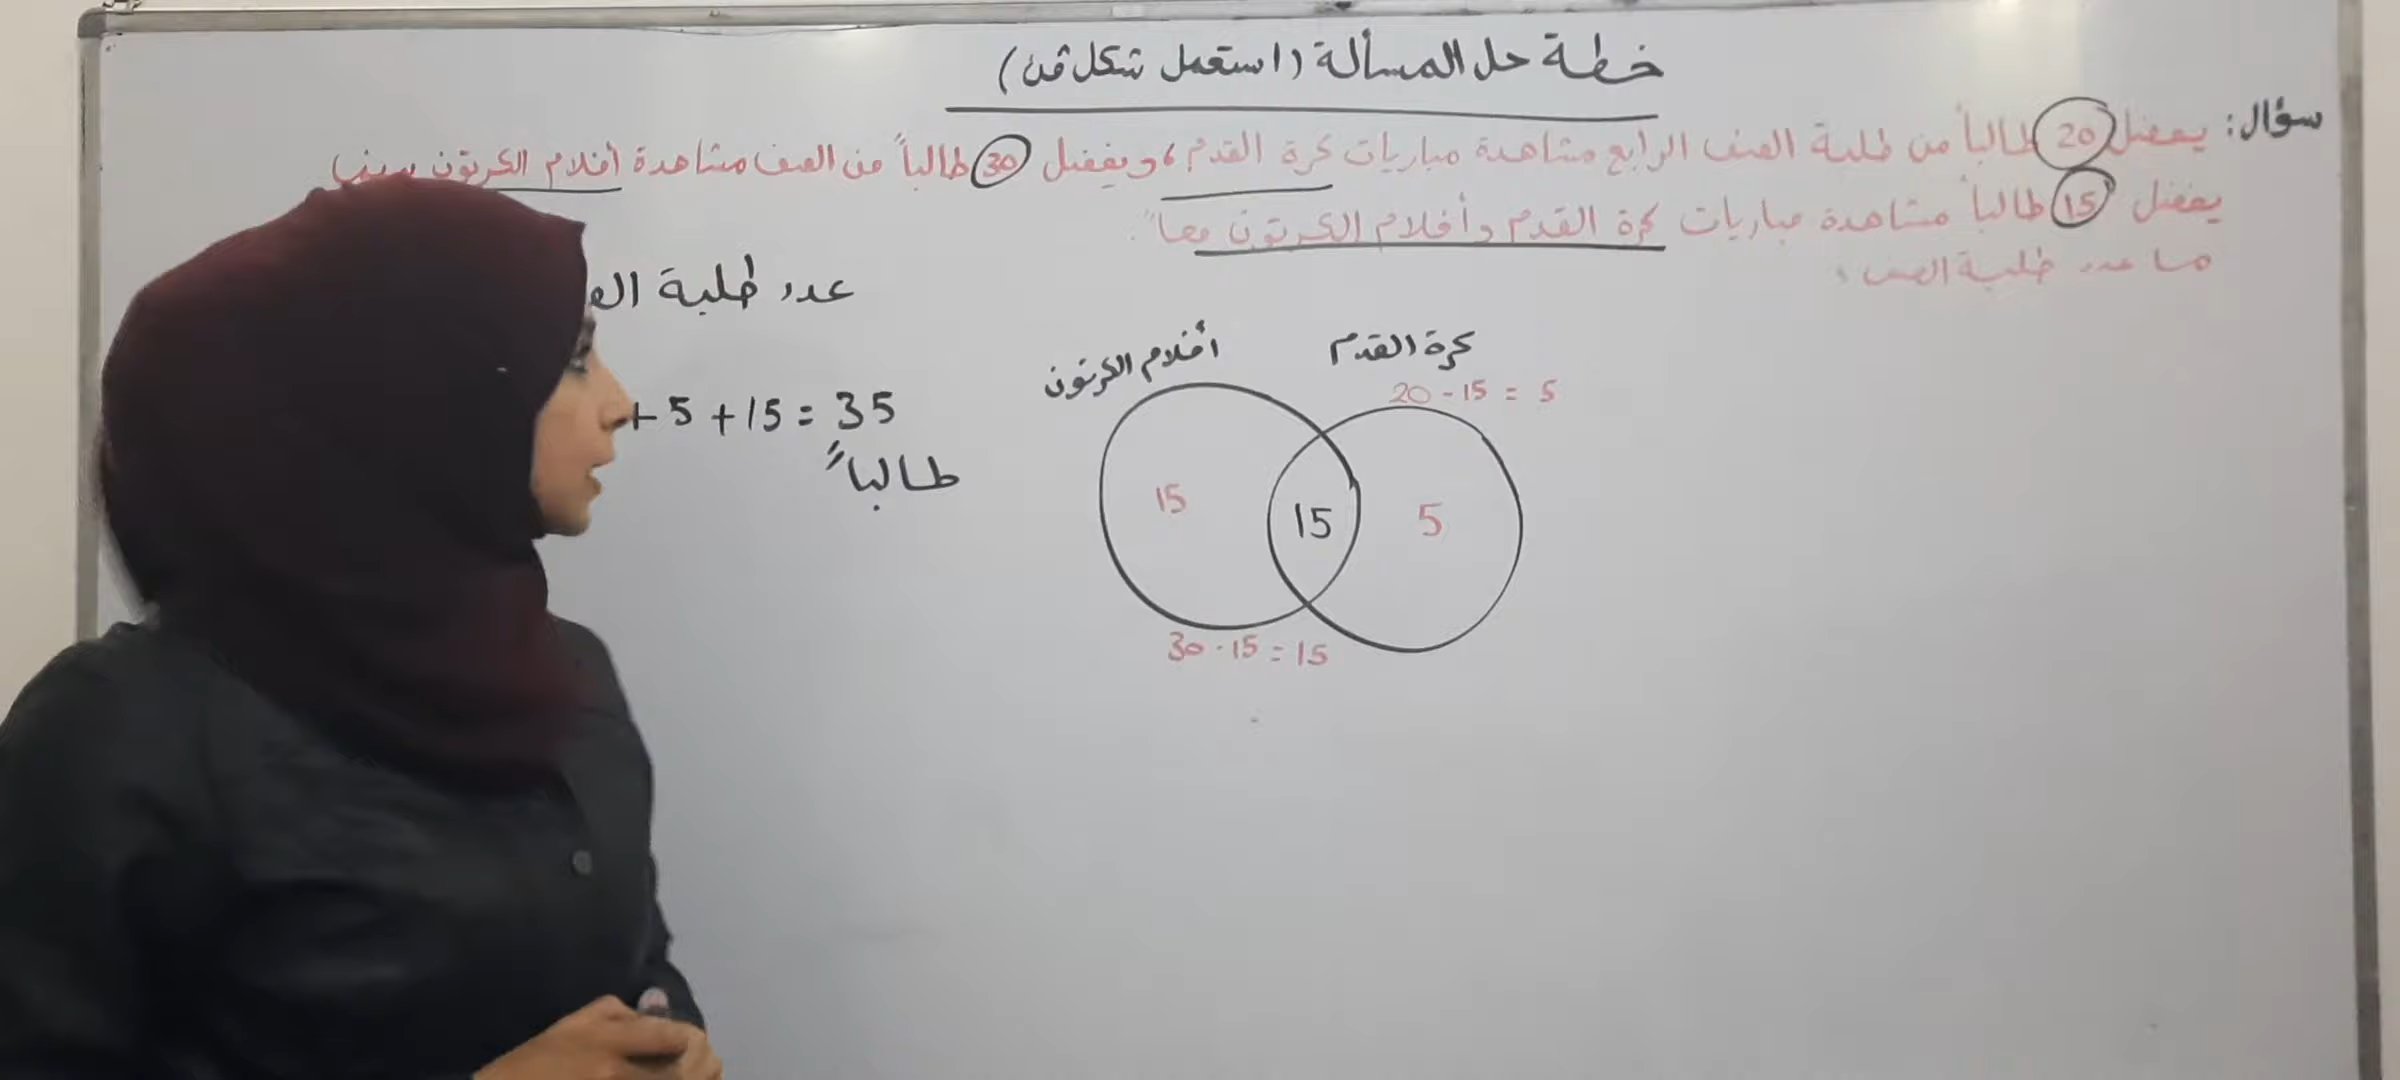 خطة حل المسألة (استعمل شكل ڤن)
سؤال: يفضل 20 طالباً من طلبة الصف الرابع مشاهدة مباريات كرة القدم، ويفضل 30 طالباً من الصف مشاهدة أفلام الكرتون بينما
يفضل 15 طالباً مشاهدة مباريات كرة القدم وأفلام الكرتون معاً.
ما عدد طلبة الصف؟
عدد طلبة
+ 5 + 15 = 35
طالباً
كرة القدم
20 - 15 = 5
أفلام الكرتون
15
15
5
30 - 15 = 15